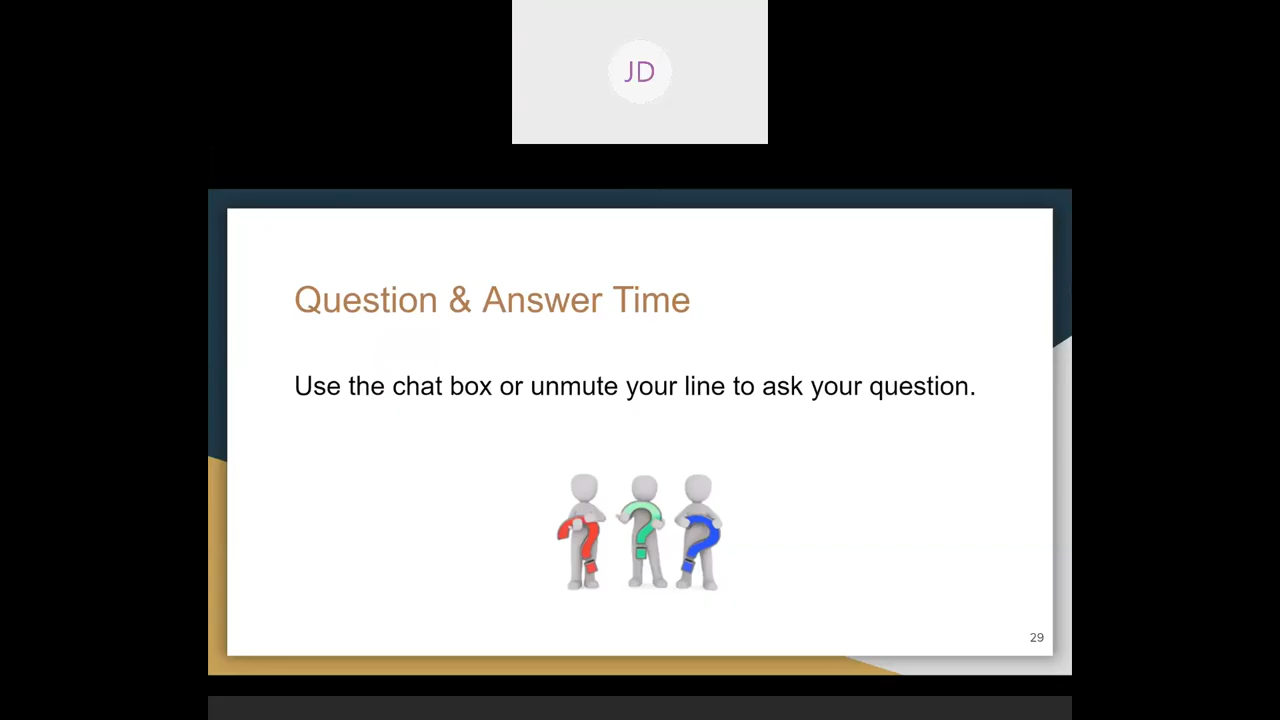 JD
Question & Answer Time
Use the chat box or unmute your line to ask your question.
29